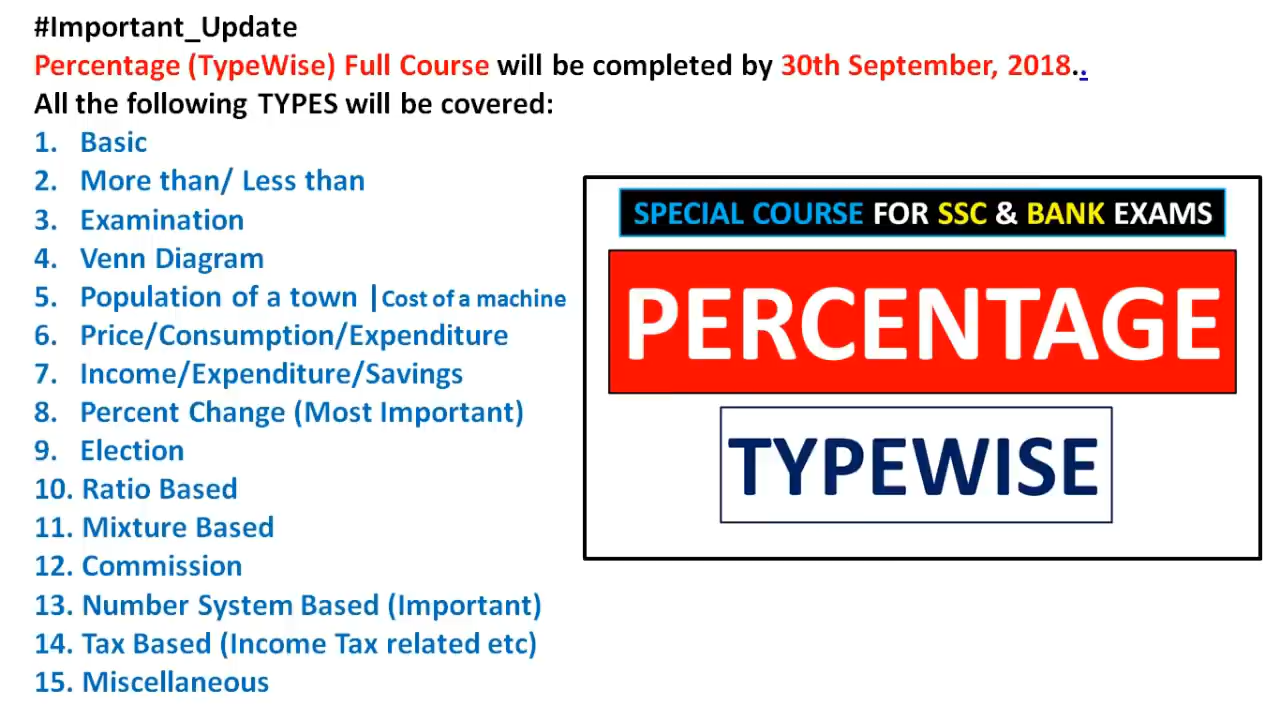 #Important_Update
Percentage (TypeWise) Full Course will be completed by 30th September, 2018..
All the following TYPES will be covered:
1. Basic
2. More than/ Less than
3. Examination
4. Venn Diagram
5. Population of a town |Cost of a machine
6. Price/Consumption/Expenditure
7. Income/Expenditure/Savings
8. Percent Change (Most Important)
9. Election
10. Ratio Based
11. Mixture Based
12. Commission
13. Number System Based (Important)
14. Tax Based (Income Tax related etc)
15. Miscellaneous
SPECIAL COURSE FOR SSC & BANK EXAMS
PERCENTAGE
TYPEWISE